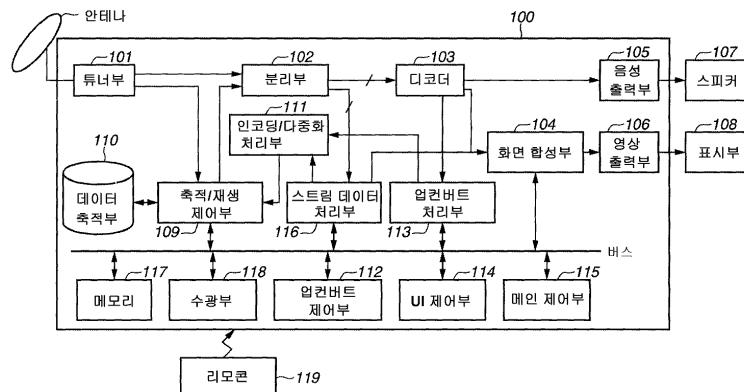 안테나
100
101
튜너부
102
분리부
103
디코더
105
음성
출력부
107
스피커
111
인코딩/다중화
처리부
104
화면 합성부
106
영상
출력부
108
표시부
110
데이터
축적부
축적/재생
제어부
109
스트림 데이터
처리부
116
업컨버트
처리부
113
버스
117
메모리
118
수광부
112
업컨버트
제어부
114
UI 제어부
115
메인 제어부
리모콘
119